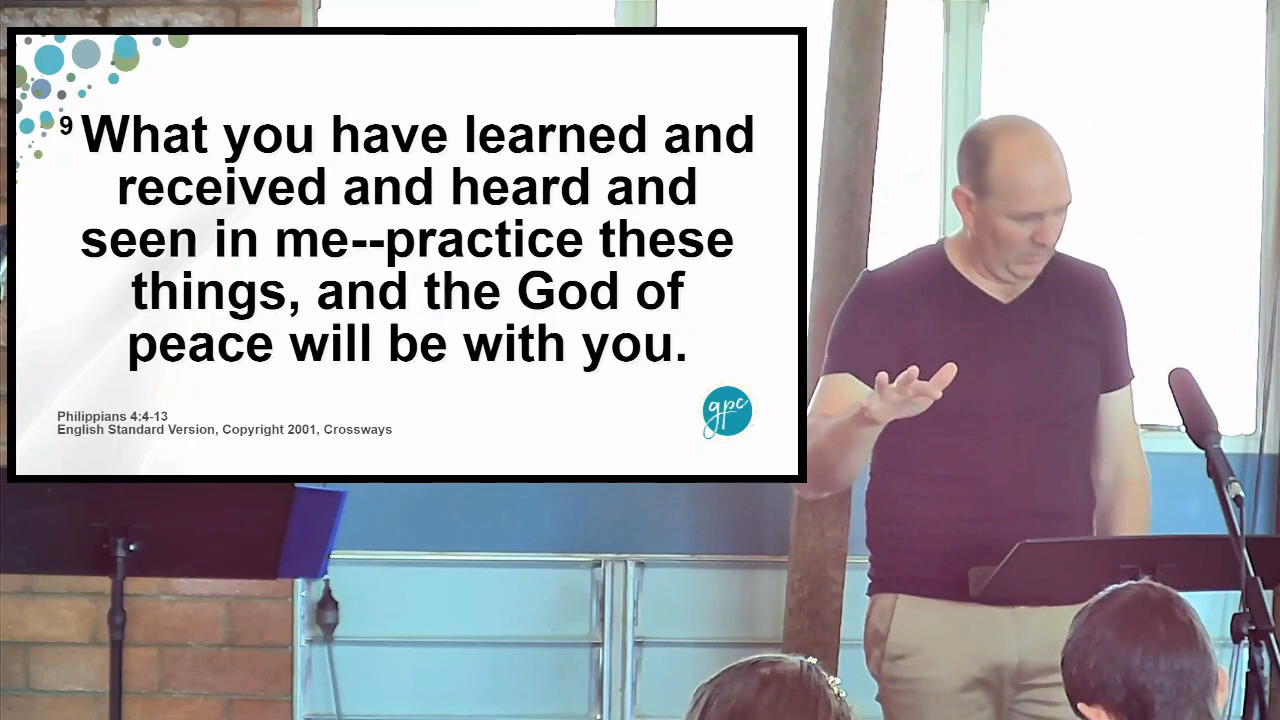 9 What you have learned and
received and heard and
seen in me--practice these
things, and the God of
peace will be with you.
Philippians 4:4-13
English Standard Version, Copyright 2001, Crossways
gpc